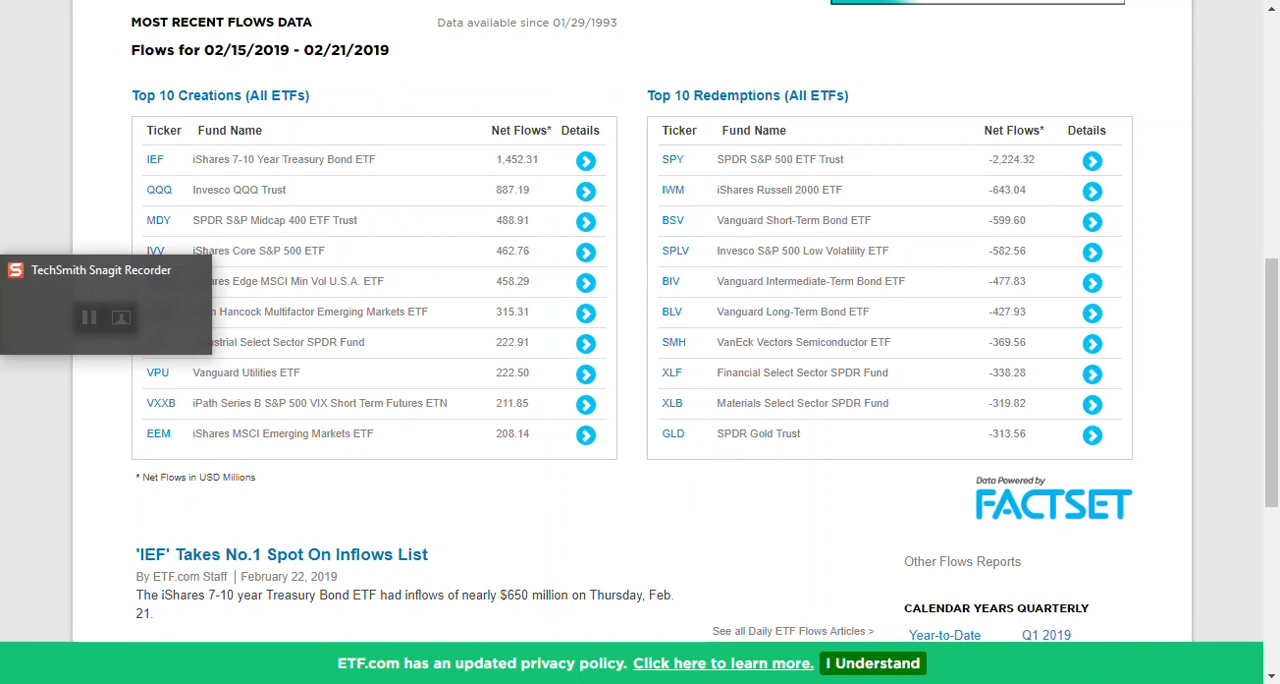 MOST RECENT FLOWS DATA
Data available since 01/29/1993
Flows for 02/15/2019 - 02/21/2019
Top 10 Creations (All ETFs)
Ticker Fund Name Net Flows* Details
IEF iShares 7-10 Year Treasury Bond ETF 1,452.31
QQQ Invesco QQQ Trust 887.19
MDY SPDR S&P Midcap 400 ETF Trust 488.91
IVV iShares Core S&P 500 ETF 462.76
Edge MSCI Min Vol U.S.A. ETF 458.29
Hancock Multifactor Emerging Markets ETF 315.31
Select Sector SPDR Fund 222.91
VPU Vanguard Utilities ETF 222.50
VXXB iPath Series B S&P 500 VIX Short Term Futures ETN 211.85
EEM iShares MSCI Emerging Markets ETF 208.14
* Net Flows in USD Millions
TechSmith Snagit Recorder
Top 10 Redemptions (All ETFs)
Ticker Fund Name Net Flows* Details
SPY SPDR S&P 500 ETF Trust -2,224.32
IWM iShares Russell 2000 ETF -643.04
BSV Vanguard Short-Term Bond ETF -599.60
SPLV Invesco S&P 500 Low Volatility ETF -582.56
BIV Vanguard Intermediate-Term Bond ETF -477.83
BLV Vanguard Long-Term Bond ETF -427.93
SMH VanEck Vectors Semiconductor ETF -369.56
XLF Financial Select Sector SPDR Fund -338.28
XLB Materials Select Sector SPDR Fund -319.82
GLD SPDR Gold Trust -313.56
Data Powered by
FACTSET
'IEF' Takes No.1 Spot On Inflows List
By ETF.com Staff | February 22, 2019
The iShares 7-10 year Treasury Bond ETF had inflows of nearly $650 million on Thursday, Feb.
21.
See all Daily ETF Flows Articles >
Other Flows Reports
CALENDAR YEARS QUARTERLY
Year-to-Date Q1 2019
ETF.com has an updated privacy policy. Click here to learn more. I Understand